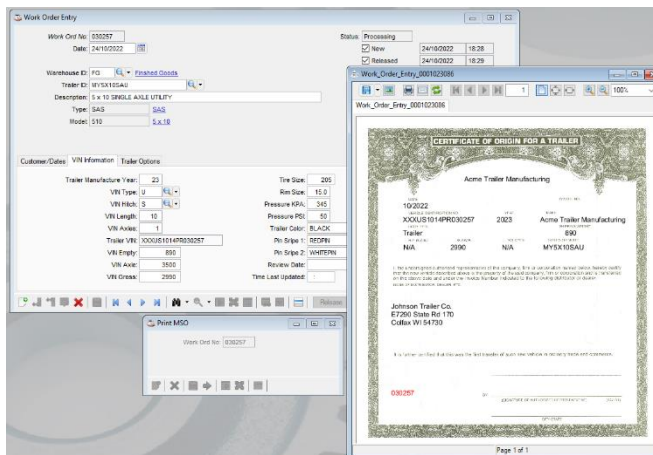 Work Order Entry
Work Ord No: 030257
Date: 24/10/2022
Status: Processing
New 24/10/2022 18:28
Released 24/10/2022 18:29
Warehouse ID: FG Finished Goods
Trailer ID: MY5X10SAU
Description: 5 x 10 SINGLE AXLE UTILITY
Type: SAS SAS
Model: 510 5 x 10
Customer/Dates VIN Information Trailer Options
Trailer Manufacture Year: 23
VIN Type: U
VIN Hitch: S
VIN Length: 10
VIN Axles: 1
Trailer VIN: XXXUS1014PR030257
VIN Empty: 890
VIN Axle: 3500
VIN Gross: 2990
Tire Size: 205
Rim Size: 15.0
Pressure KPA: 345
Pressure PSI: 50
Trailer Color: BLACK
Pin Stripe 1: REDPIN
Pin Stripe 2: WHITEPIN
Review Date:
Time Last Updated: :
Release
Print MSO
Work Ord No: 030257
Work_Order_Entry_0001023086
1
100%
Work_Order_Entry_0001023086
CERTIFICATE OF ORIGIN FOR A TRAILER
Acme Trailer Manufacturing
10/2022
XXXUS1014PR030257 2023 Acme Trailer Manufacturing
Trailer 890
N/A 2990 N/A MY5X10SAU
Johnson Trailer Co.
E7290 State Rd 170
Colfax WI 54730
030257
Page 1 of 1